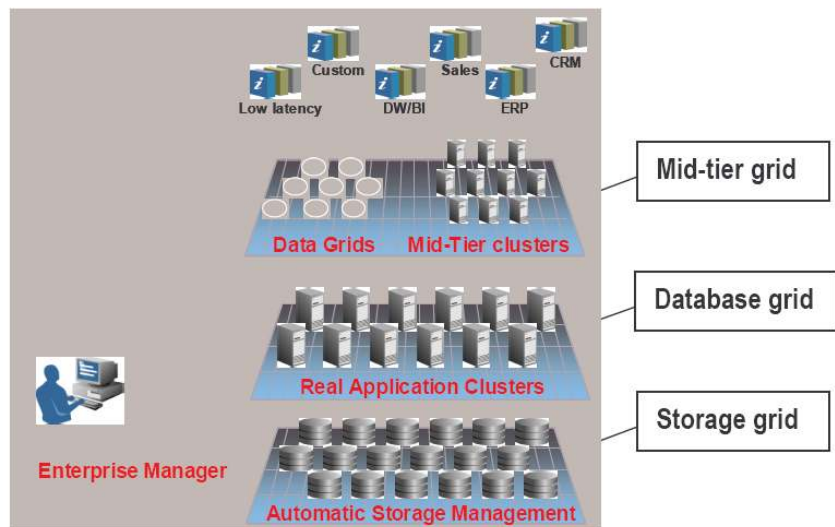 CRM
Custom
Sales
Low latency
DW/BI
ERP
Mid-tier grid
Data Grids
Mid-Tier clusters
Database grid
Real Application Clusters
Storage grid
Enterprise Manager
Automatic Storage Management